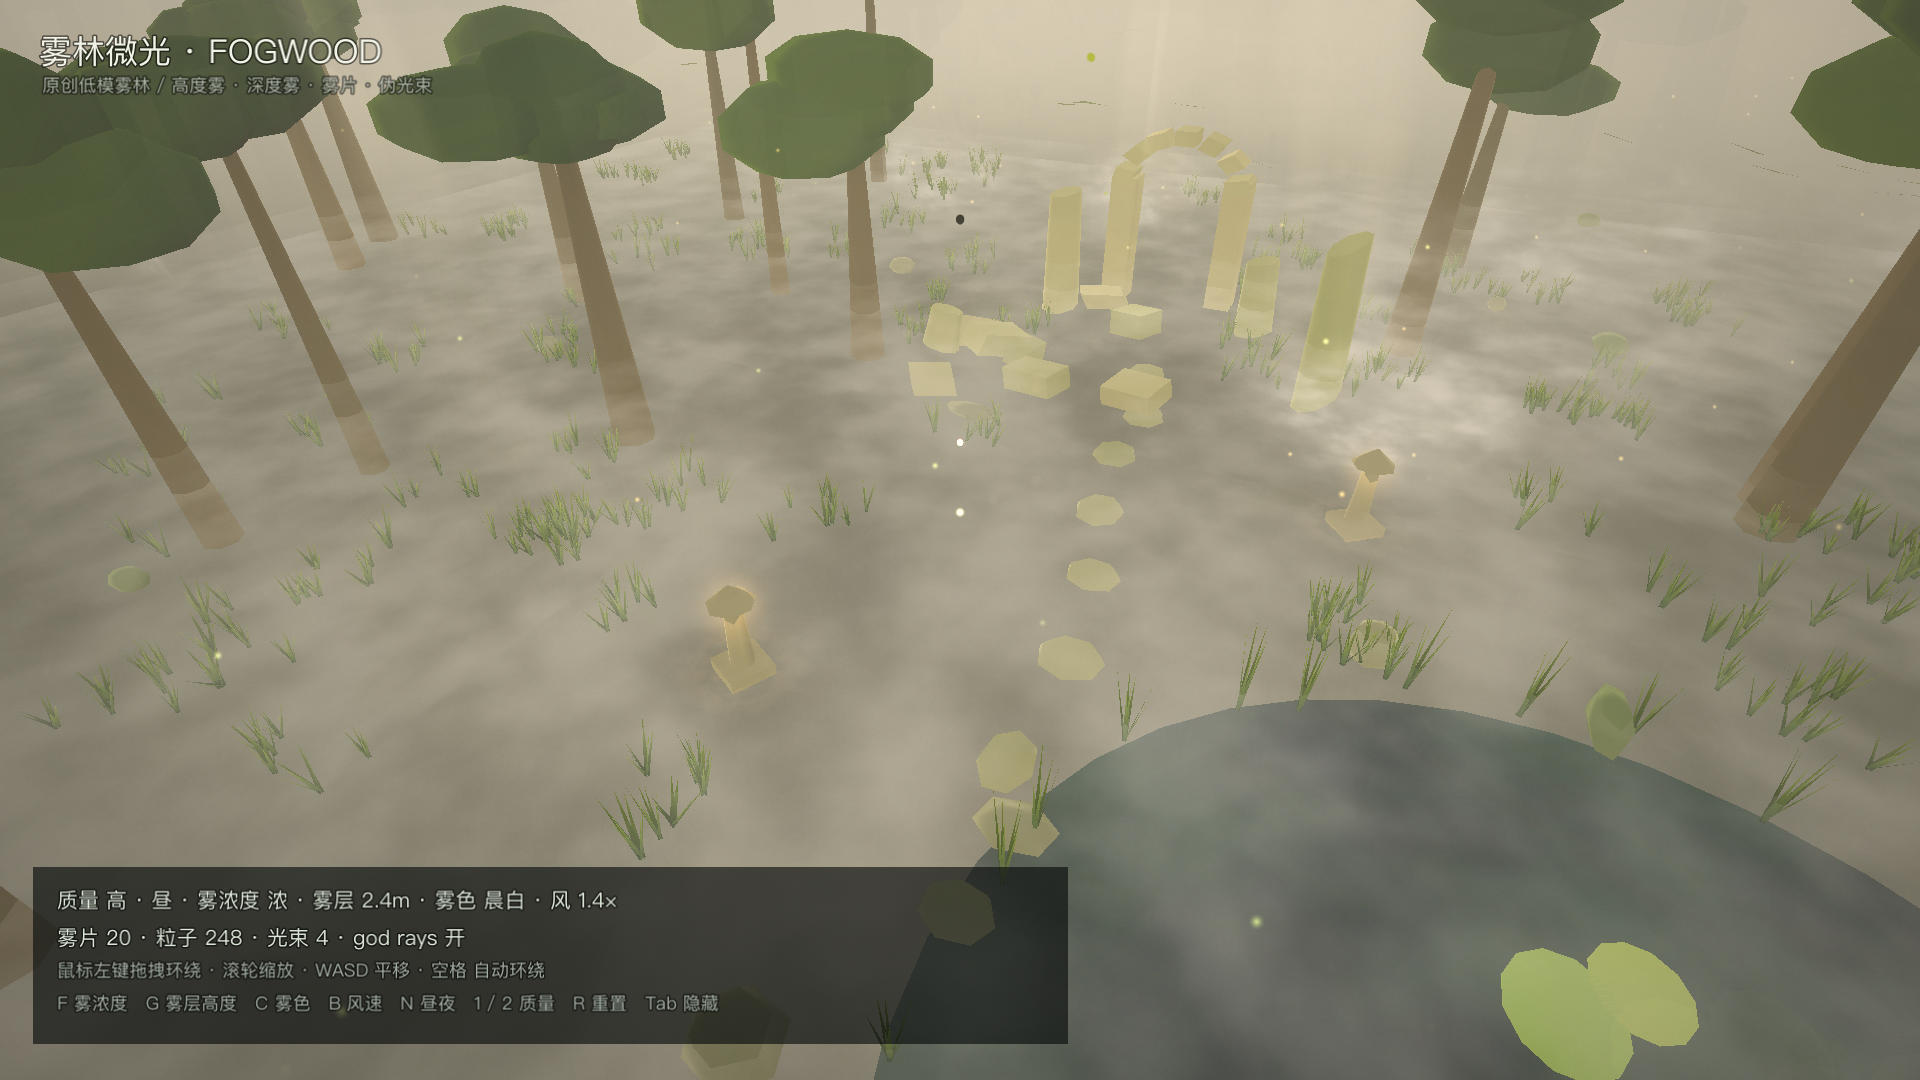 雾林微光 · FOGWOOD
原创低模雾林 / 高度雾 · 深度雾 · 雾片 · 伪光束
质量 高 · 昼 · 雾浓度 浓 · 雾层 2.4m · 雾色 晨白 · 风 1.4×
雾片 20 · 粒子 248 · 光束 4 · god rays 开
鼠标左键拖拽环绕 · 滚轮缩放 · WASD 平移 · 空格 自动环绕
F 雾浓度 G 雾层高度 C 雾色 B 风速 N 昼夜 1 / 2 质量 R 重置 Tab 隐藏